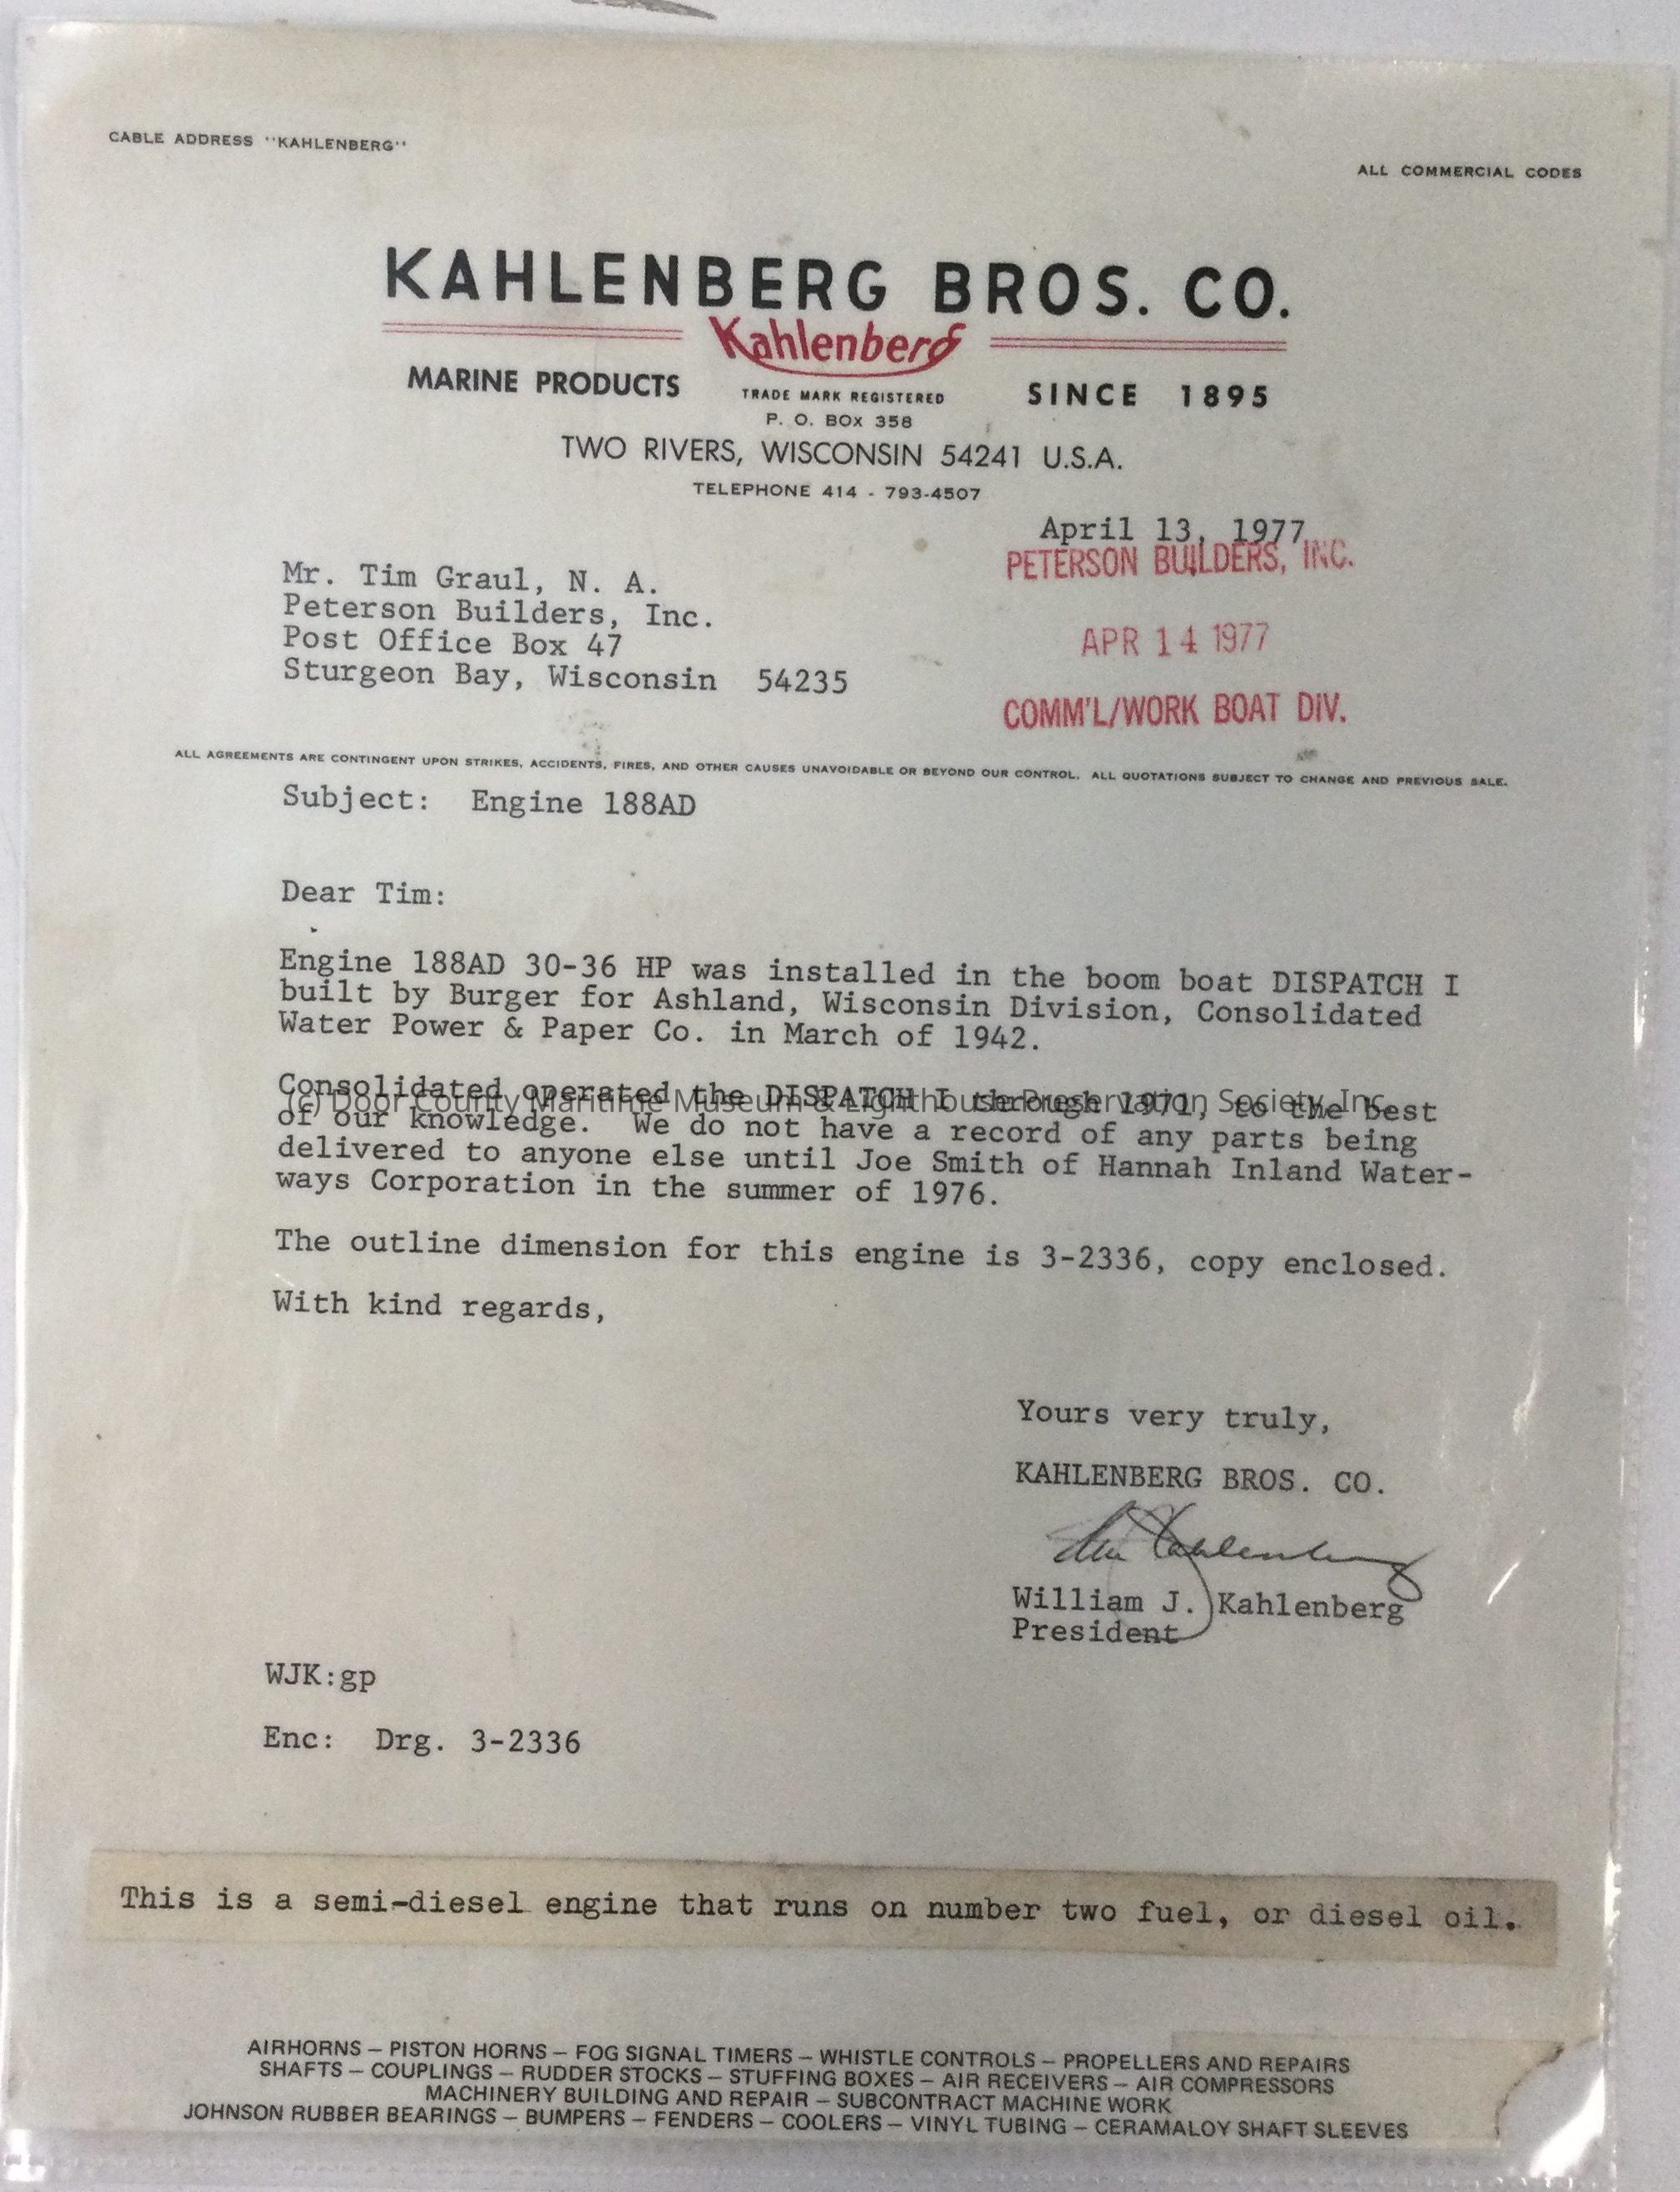 CABLE ADDRESS "KAHLENBERG"
ALL COMMERCIAL CODES
KAHLENBERG BROS. CO.
Kahlenberg
MARINE PRODUCTS
TRADE MARK REGISTERED
SINCE 1895
P. O. BOX 358
TWO RIVERS, WISCONSIN 54241 U.S.A.
TELEPHONE 414 - 793-4507
April 13, 1977
PETERSON BUILDERS, INC.
Mr. Tim Graul, N. A.
Peterson Builders, Inc.
Post Office Box 47
Sturgeon Bay, Wisconsin 54235
APR 14 1977
COMM'L/WORK BOAT DIV.
ALL AGREEMENTS ARE CONTINGENT UPON STRIKES, ACCIDENTS, FIRES, AND OTHER CAUSES UNAVOIDABLE OR BEYOND OUR CONTROL. ALL QUOTATIONS SUBJECT TO CHANGE AND PREVIOUS SALE.
Subject: Engine 188AD
Dear Tim:
Engine 188AD 30-36 HP was installed in the boom boat DISPATCH I
built by Burger for Ashland, Wisconsin Division, Consolidated
Water Power & Paper Co. in March of 1942.
Consolidated operated the DISPATCH I through 1971, to the best
(c) Door County Maritime Museum & Lighthouse Preservation Society, Inc.
of our knowledge. We do not have a record of any parts being
delivered to anyone else until Joe Smith of Hannah Inland Water-
ways Corporation in the summer of 1976.
The outline dimension for this engine is 3-2336, copy enclosed.
With kind regards,
Yours very truly,
KAHLENBERG BROS. CO.
Wm Kahlenberg
William J. Kahlenberg
President
WJK:gp
Enc: Drg. 3-2336
This is a semi-diesel engine that runs on number two fuel, or diesel oil.
AIRHORNS – PISTON HORNS – FOG SIGNAL TIMERS – WHISTLE CONTROLS – PROPELLERS AND REPAIRS
SHAFTS – COUPLINGS – RUDDER STOCKS – STUFFING BOXES – AIR RECEIVERS – AIR COMPRESSORS
MACHINERY BUILDING AND REPAIR – SUBCONTRACT MACHINE WORK
JOHNSON RUBBER BEARINGS – BUMPERS – FENDERS – COOLERS – VINYL TUBING – CERAMALOY SHAFT SLEEVES